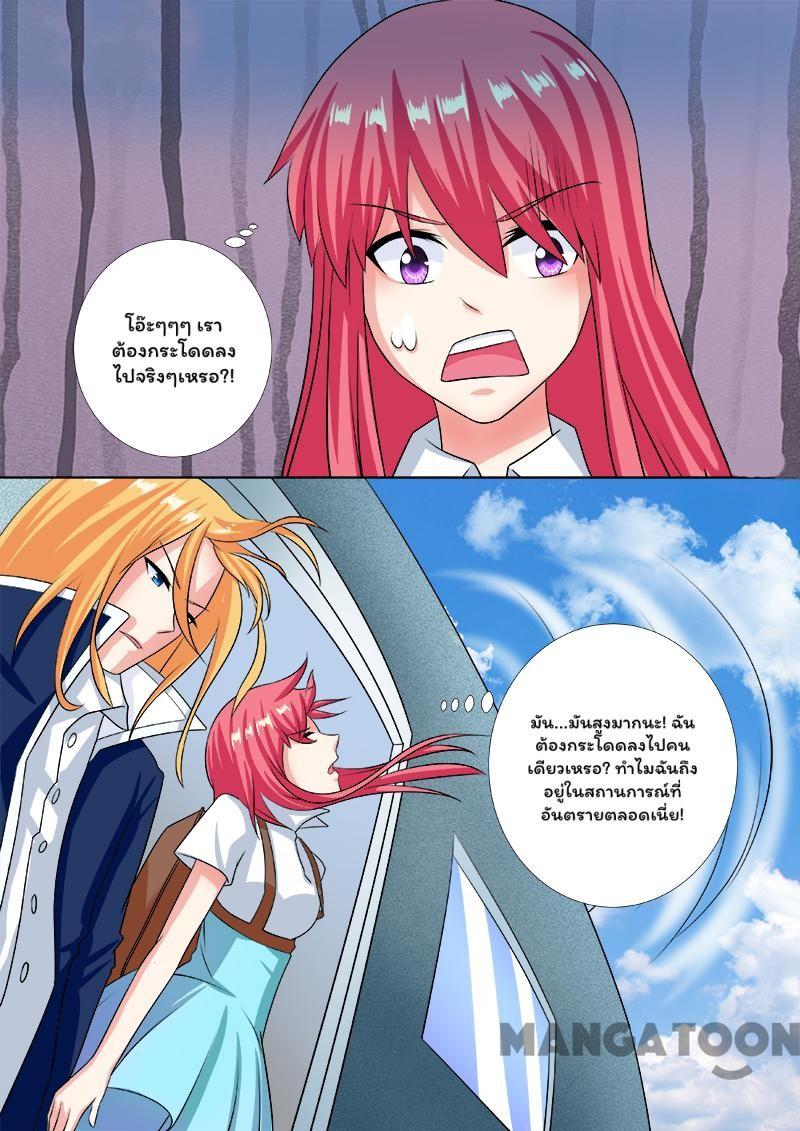 โอ๊ะๆๆๆ เรา
ต้องกระโดดลง
ไปจริงๆเหรอ?!
มัน...มันสูงมากนะ! ฉัน
ต้องกระโดดลงไปคน
เดียวเหรอ? ทำไมฉันถึง
อยู่ในสถานการณ์ที่
อันตรายตลอดเนี่ย!
MANGATOON